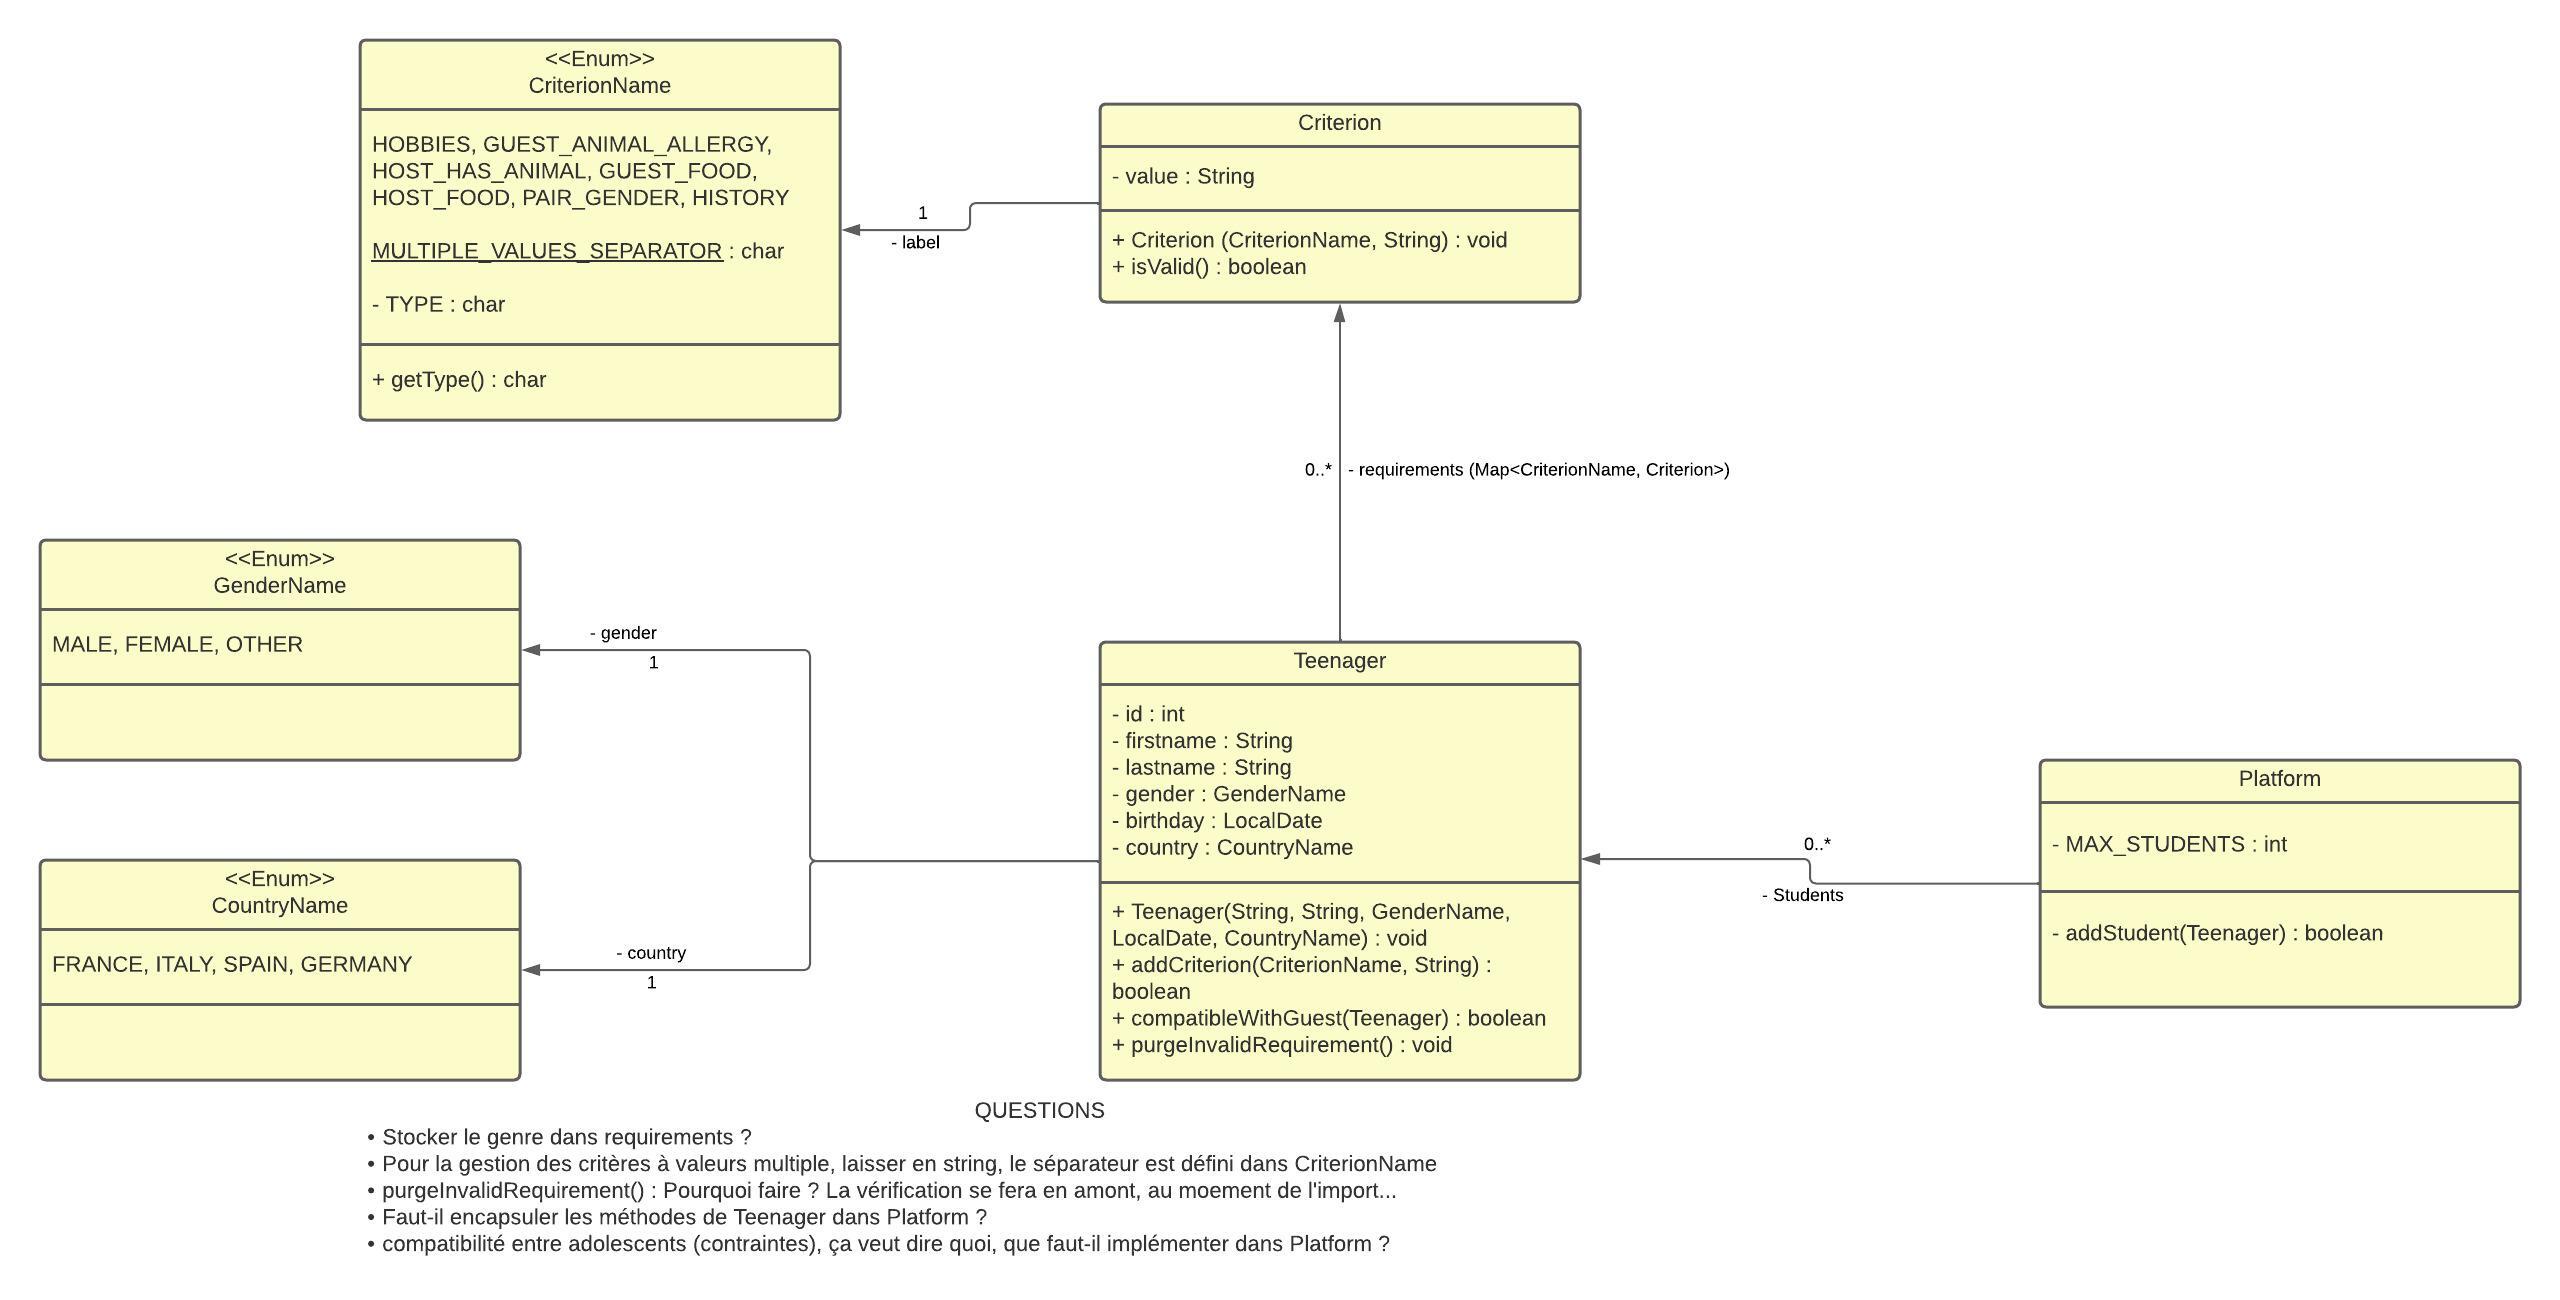 <<Enum>>
CriterionName
HOBBIES, GUEST_ANIMAL_ALLERGY,
HOST_HAS_ANIMAL, GUEST_FOOD,
HOST_FOOD, PAIR_GENDER, HISTORY
MULTIPLE_VALUES_SEPARATOR : char
- TYPE : char
+ getType() : char
1
- label
Criterion
- value : String
+ Criterion (CriterionName, String) : void
+ isValid() : boolean
0..* - requirements (Map<CriterionName, Criterion>)
<<Enum>>
GenderName
MALE, FEMALE, OTHER
- gender
1
<<Enum>>
CountryName
FRANCE, ITALY, SPAIN, GERMANY
- country
1
Teenager
- id : int
- firstname : String
- lastname : String
- gender : GenderName
- birthday : LocalDate
- country : CountryName
+ Teenager(String, String, GenderName,
LocalDate, CountryName) : void
+ addCriterion(CriterionName, String) :
boolean
+ compatibleWithGuest(Teenager) : boolean
+ purgeInvalidRequirement() : void
0..*
- Students
Platform
- MAX_STUDENTS : int
- addStudent(Teenager) : boolean
QUESTIONS
• Stocker le genre dans requirements ?
• Pour la gestion des critères à valeurs multiple, laisser en string, le séparateur est défini dans CriterionName
• purgeInvalidRequirement() : Pourquoi faire ? La vérification se fera en amont, au moement de l'import...
• Faut-il encapsuler les méthodes de Teenager dans Platform ?
• compatibilité entre adolescents (contraintes), ça veut dire quoi, que faut-il implémenter dans Platform ?